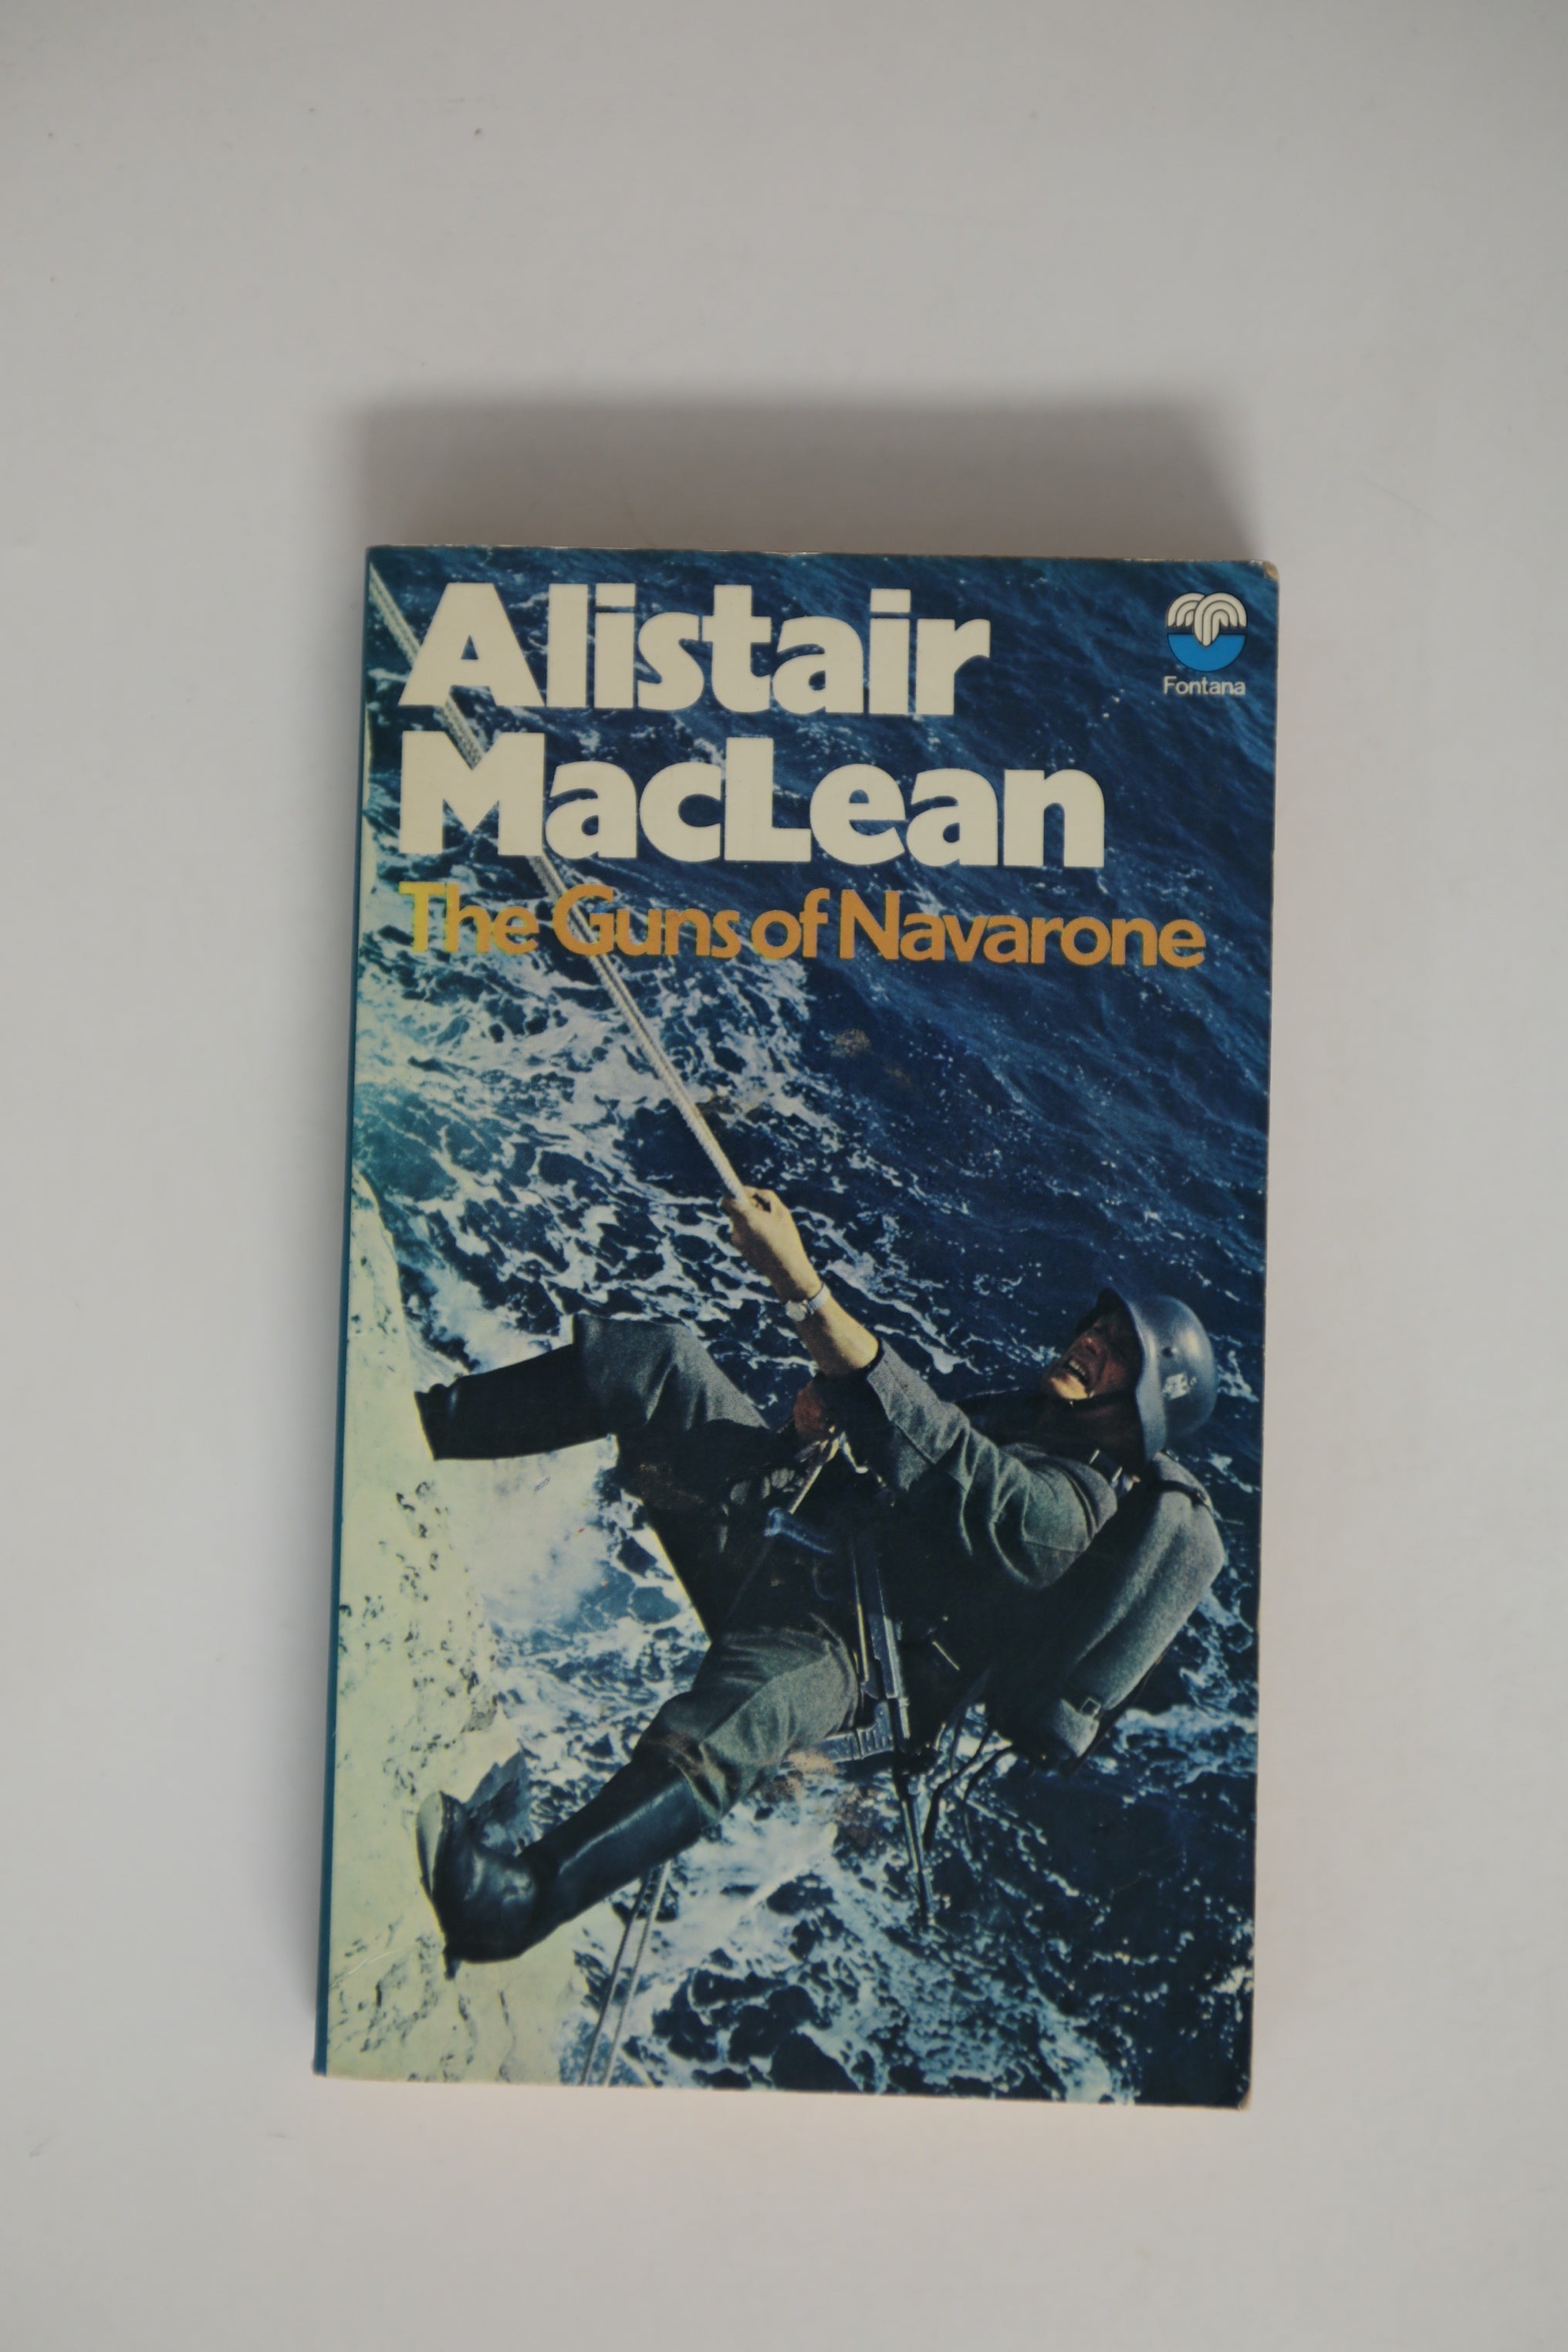 Alistair
MacLean
The Guns of Navarone
Fontana